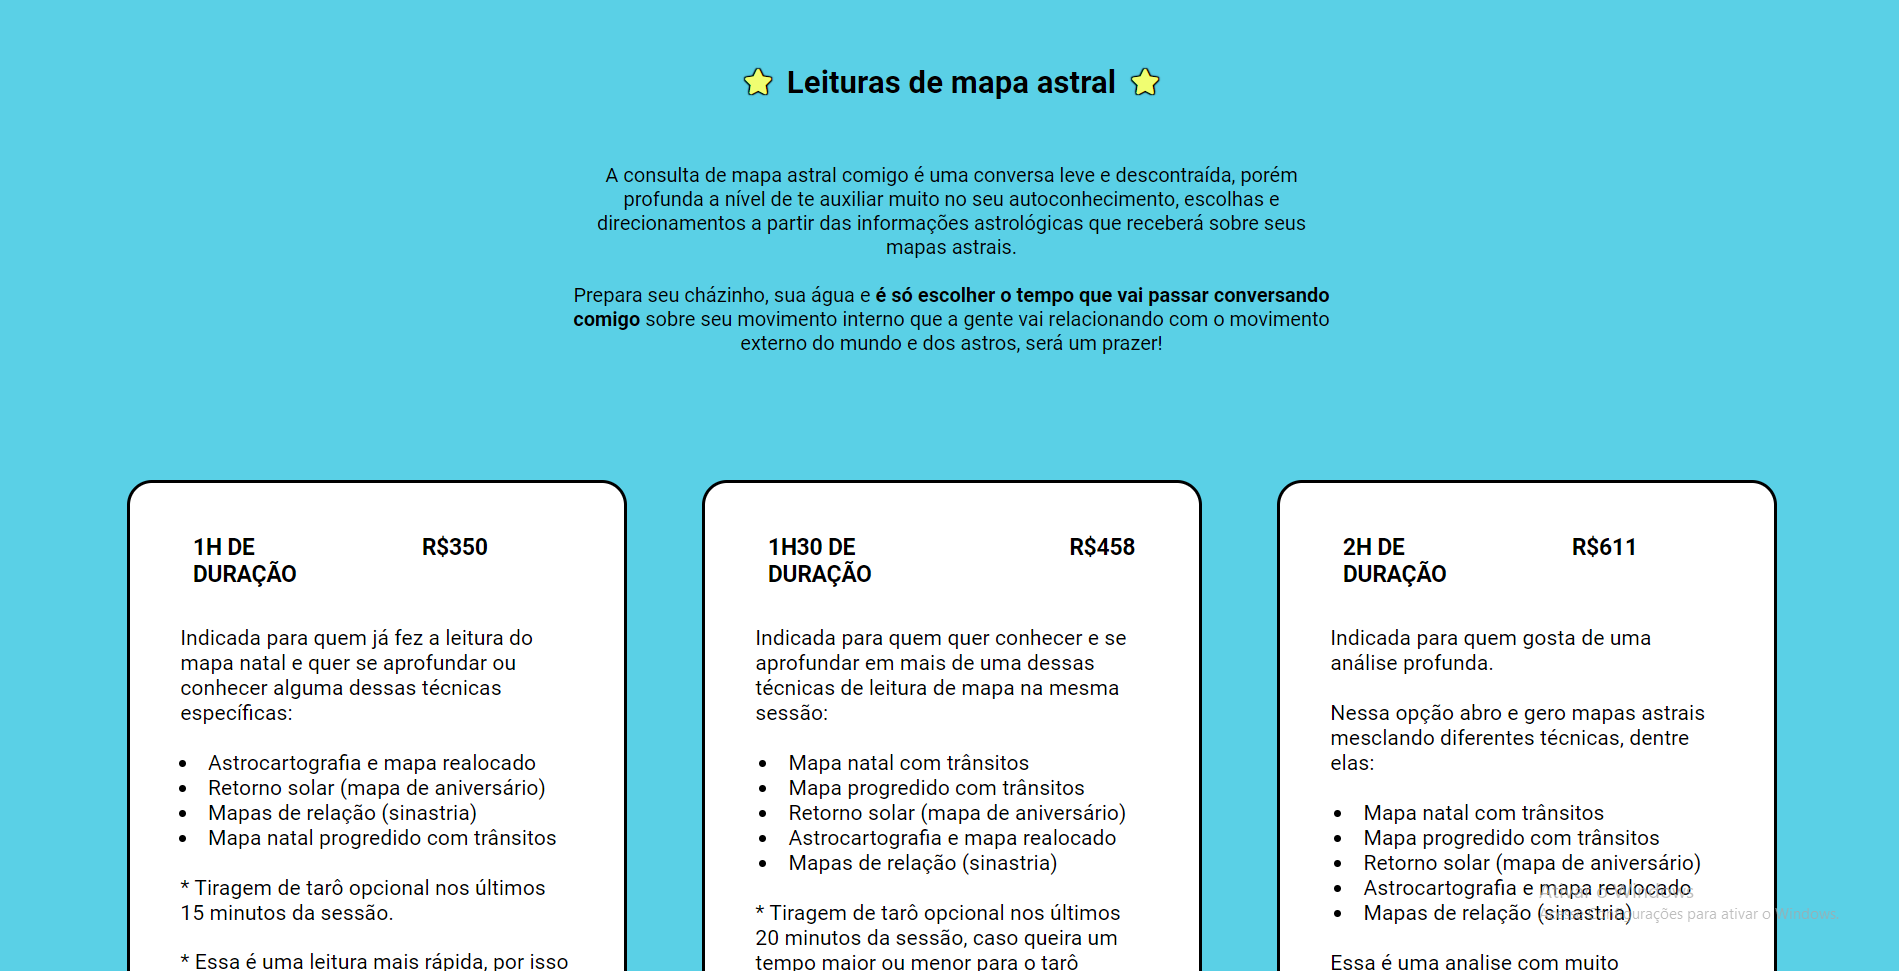 Leituras de mapa astral
A consulta de mapa astral comigo é uma conversa leve e descontraída, porém
profunda a nível de te auxiliar muito no seu autoconhecimento, escolhas e
direcionamentos a partir das informações astrológicas que receberá sobre seus
mapas astrais.
Prepara seu cházinho, sua água e é só escolher o tempo que vai passar conversando
comigo sobre seu movimento interno que a gente vai relacionando com o movimento
externo do mundo e dos astros, será um prazer!
1H DE
DURAÇÃO
R$350
Indicada para quem já fez a leitura do
mapa natal e quer se aprofundar ou
conhecer alguma dessas técnicas
específicas:
• Astrocartografia e mapa realocado
• Retorno solar (mapa de aniversário)
• Mapas de relação (sinastria)
• Mapa natal progredido com trânsitos
* Tiragem de tarô opcional nos últimos
15 minutos da sessão.
* Essa é uma leitura mais rápida, por isso
1H30 DE
DURAÇÃO
R$458
Indicada para quem quer conhecer e se
aprofundar em mais de uma dessas
técnicas de leitura de mapa na mesma
sessão:
• Mapa natal com trânsitos
• Mapa progredido com trânsitos
• Retorno solar (mapa de aniversário)
• Astrocartografia e mapa realocado
• Mapas de relação (sinastria)
* Tiragem de tarô opcional nos últimos
20 minutos da sessão, caso queira um
tempo maior ou menor para o tarô
2H DE
DURAÇÃO
R$611
Indicada para quem gosta de uma
análise profunda.
Nessa opção abro e gero mapas astrais
mesclando diferentes técnicas, dentre
elas:
• Mapa natal com trânsitos
• Mapa progredido com trânsitos
• Retorno solar (mapa de aniversário)
• Astrocartografia e mapa realocado
• Mapas de relação (sinastria)
Essa é uma analise com muito
Ativar o Windows
para ativar o Windows.